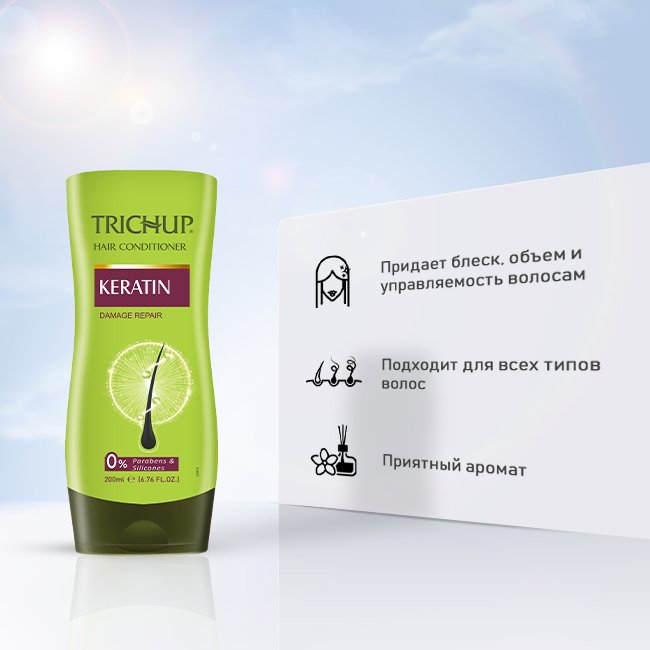 TRICHUP®
HAIR CONDITIONER
KERATIN
DAMAGE REPAIR
0% Parabens &
Silicones
200ml ℮ (6.76 FL.OZ.)
Придает блеск, объем и
управляемость волосам
Подходит для всех типов
волос
Приятный аромат